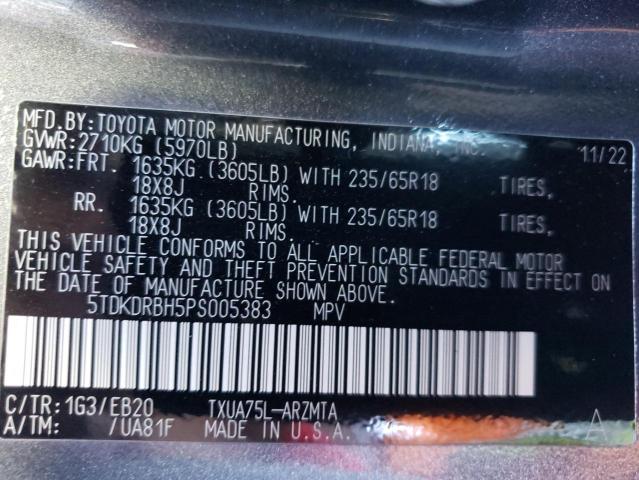 MFD.BY:TOYOTA MOTOR MANUFACTURING, INDIANA, INC. 11/22
GVWR:2710KG (5970LB)
GAWR:FRT. 1635KG (3605LB) WITH 235/65R18 TIRES,
18X8J RIMS.
RR. 1635KG (3605LB) WITH 235/65R18 TIRES,
18X8J RIMS.
THIS VEHICLE CONFORMS TO ALL APPLICABLE FEDERAL MOTOR
VEHICLE SAFETY AND THEFT PREVENTION STANDARDS IN EFFECT ON
THE DATE OF MANUFACTURE SHOWN ABOVE.
5TDKDRBH5PS005383 MPV
C/TR:1G3/EB20 TXUA75L-ARZMTA
A/TM: /UA81F MADE IN U.S.A. A